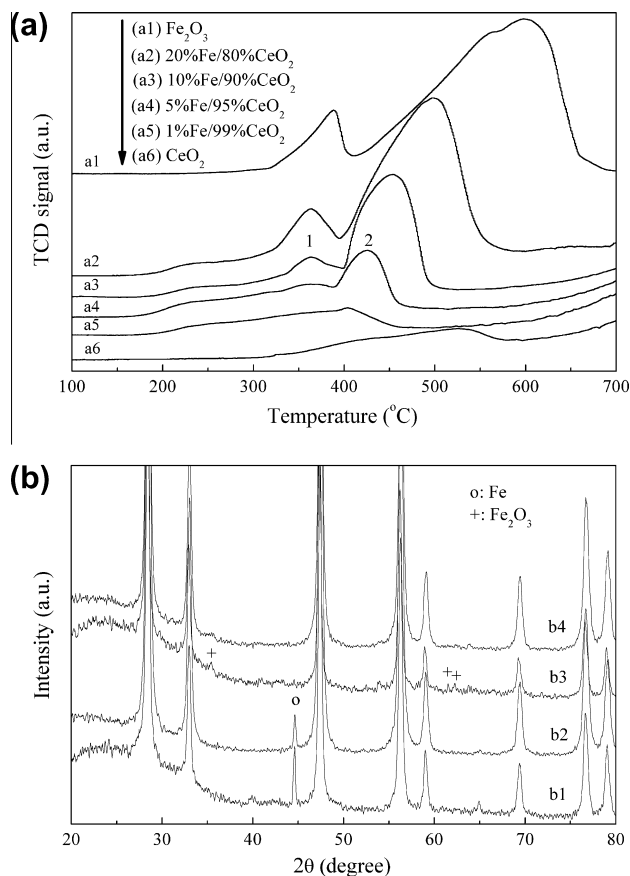 (a)
(a1) Fe₂O₃
(a2) 20%Fe/80%CeO₂
(a3) 10%Fe/90%CeO₂
(a4) 5%Fe/95%CeO₂
(a5) 1%Fe/99%CeO₂
(a6) CeO₂
TCD signal (a.u.)
a1
a2
a3
a4
a5
a6
1
2
100 200 300 400 500 600 700
Temperature (°C)
(b)
o: Fe
+: Fe₂O₃
Intensity (a.u.)
+
o
++
b4
b3
b2
b1
20 30 40 50 60 70 80
2θ (degree)